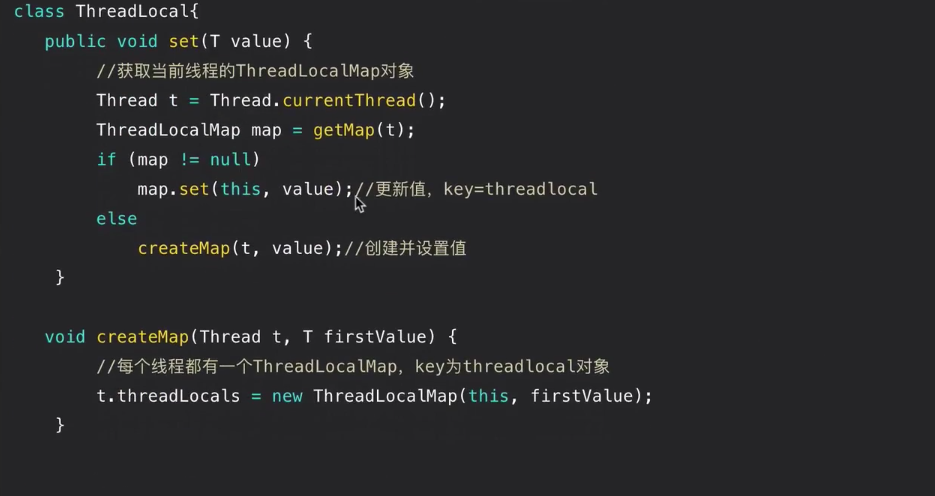 class ThreadLocal{
public void set(T value) {
//获取当前线程的ThreadLocalMap对象
Thread t = Thread.currentThread();
ThreadLocalMap map = getMap(t);
if (map != null)
map.set(this, value);//更新值，key=threadlocal
else
createMap(t, value);//创建并设置值
}
void createMap(Thread t, T firstValue) {
//每个线程都有一个ThreadLocalMap，key为threadlocal对象
t.threadLocals = new ThreadLocalMap(this, firstValue);
}